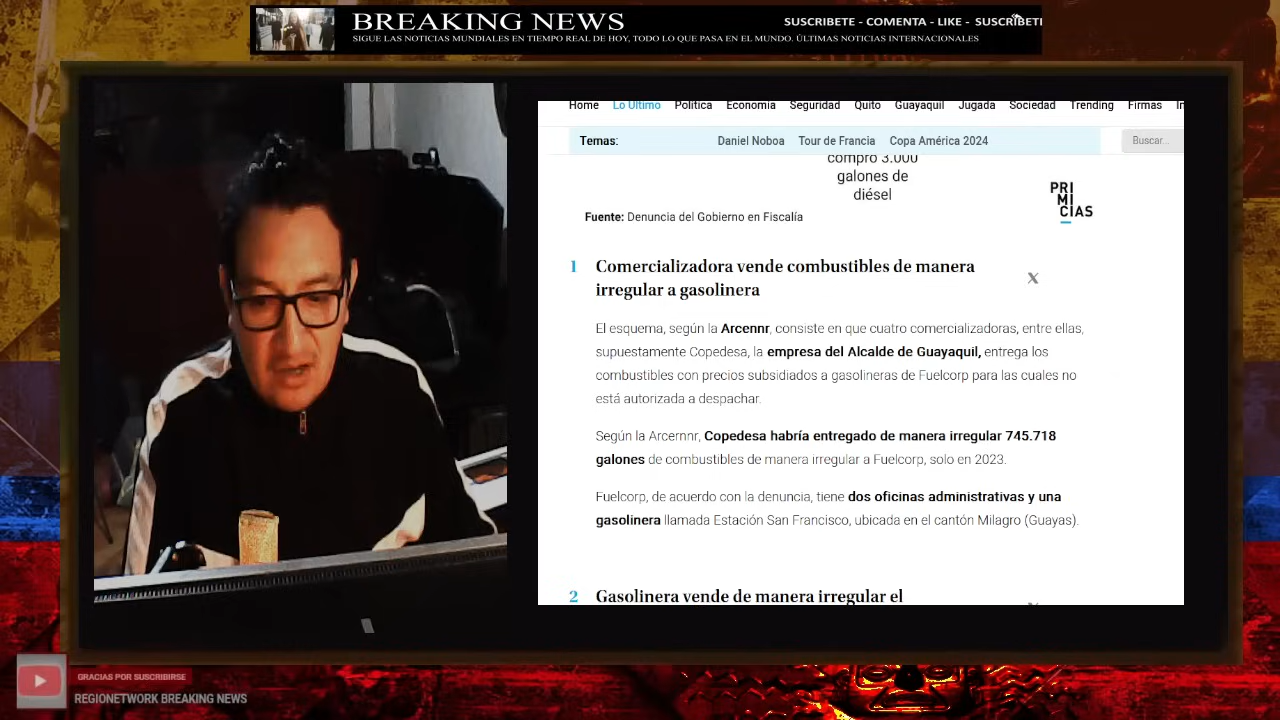 BREAKING NEWS
SUSCRIBETE - COMENTA - LIKE - SUSCRIBETE
SIGUE LAS NOTICIAS MUNDIALES EN TIEMPO REAL DE HOY, TODO LO QUE PASA EN EL MUNDO. ÚLTIMAS NOTICIAS INTERNACIONALES
Home Lo Último Política Economía Seguridad Quito Guayaquil Jugada Sociedad Trending Firmas
Temas: Daniel Noboa Tour de Francia Copa América 2024 Buscar...
compró 3.000
galones de
diésel
PRI
MI
CIAS
Fuente: Denuncia del Gobierno en Fiscalía
1 Comercializadora vende combustibles de manera
irregular a gasolinera
El esquema, según la Arcennr, consiste en que cuatro comercializadoras, entre ellas,
supuestamente Copedesa, la empresa del Alcalde de Guayaquil, entrega los
combustibles con precios subsidiados a gasolineras de Fuelcorp para las cuales no
está autorizada a despachar.
Según la Arcernnr, Copedesa habría entregado de manera irregular 745.718
galones de combustibles de manera irregular a Fuelcorp, solo en 2023.
Fuelcorp, de acuerdo con la denuncia, tiene dos oficinas administrativas y una
gasolinera llamada Estación San Francisco, ubicada en el cantón Milagro (Guayas).
2 Gasolinera vende de manera irregular el
GRACIAS POR SUSCRIBIRSE
REGIONETWORK BREAKING NEWS